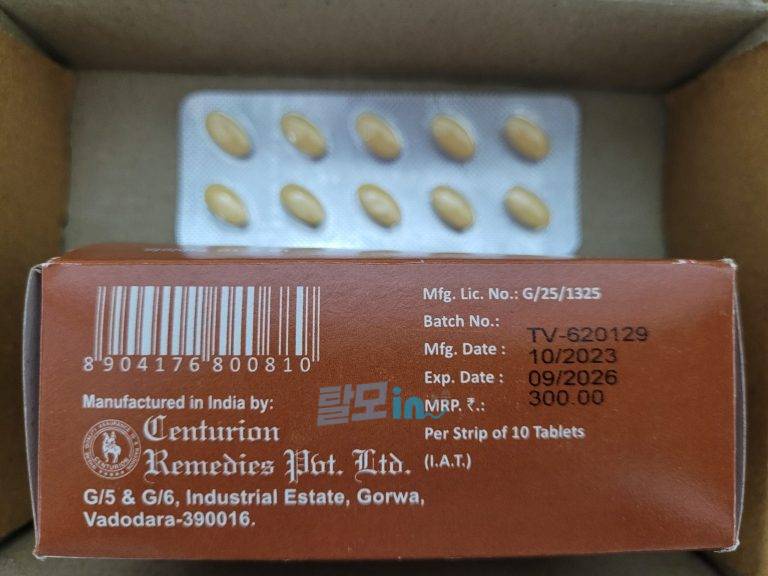 8 904176 800810
Manufactured in India by:
Centurion
Remedies Pvt. Ltd.
G/5 & G/6, Industrial Estate, Gorwa,
Vadodara-390016.
Mfg. Lic. No.: G/25/1325
Batch No.: TV-620129
Mfg. Date : 10/2023
Exp. Date : 09/2026
MRP. ₹.: 300.00
Per Strip of 10 Tablets
(I.A.T.)
탈모in
CENTURION